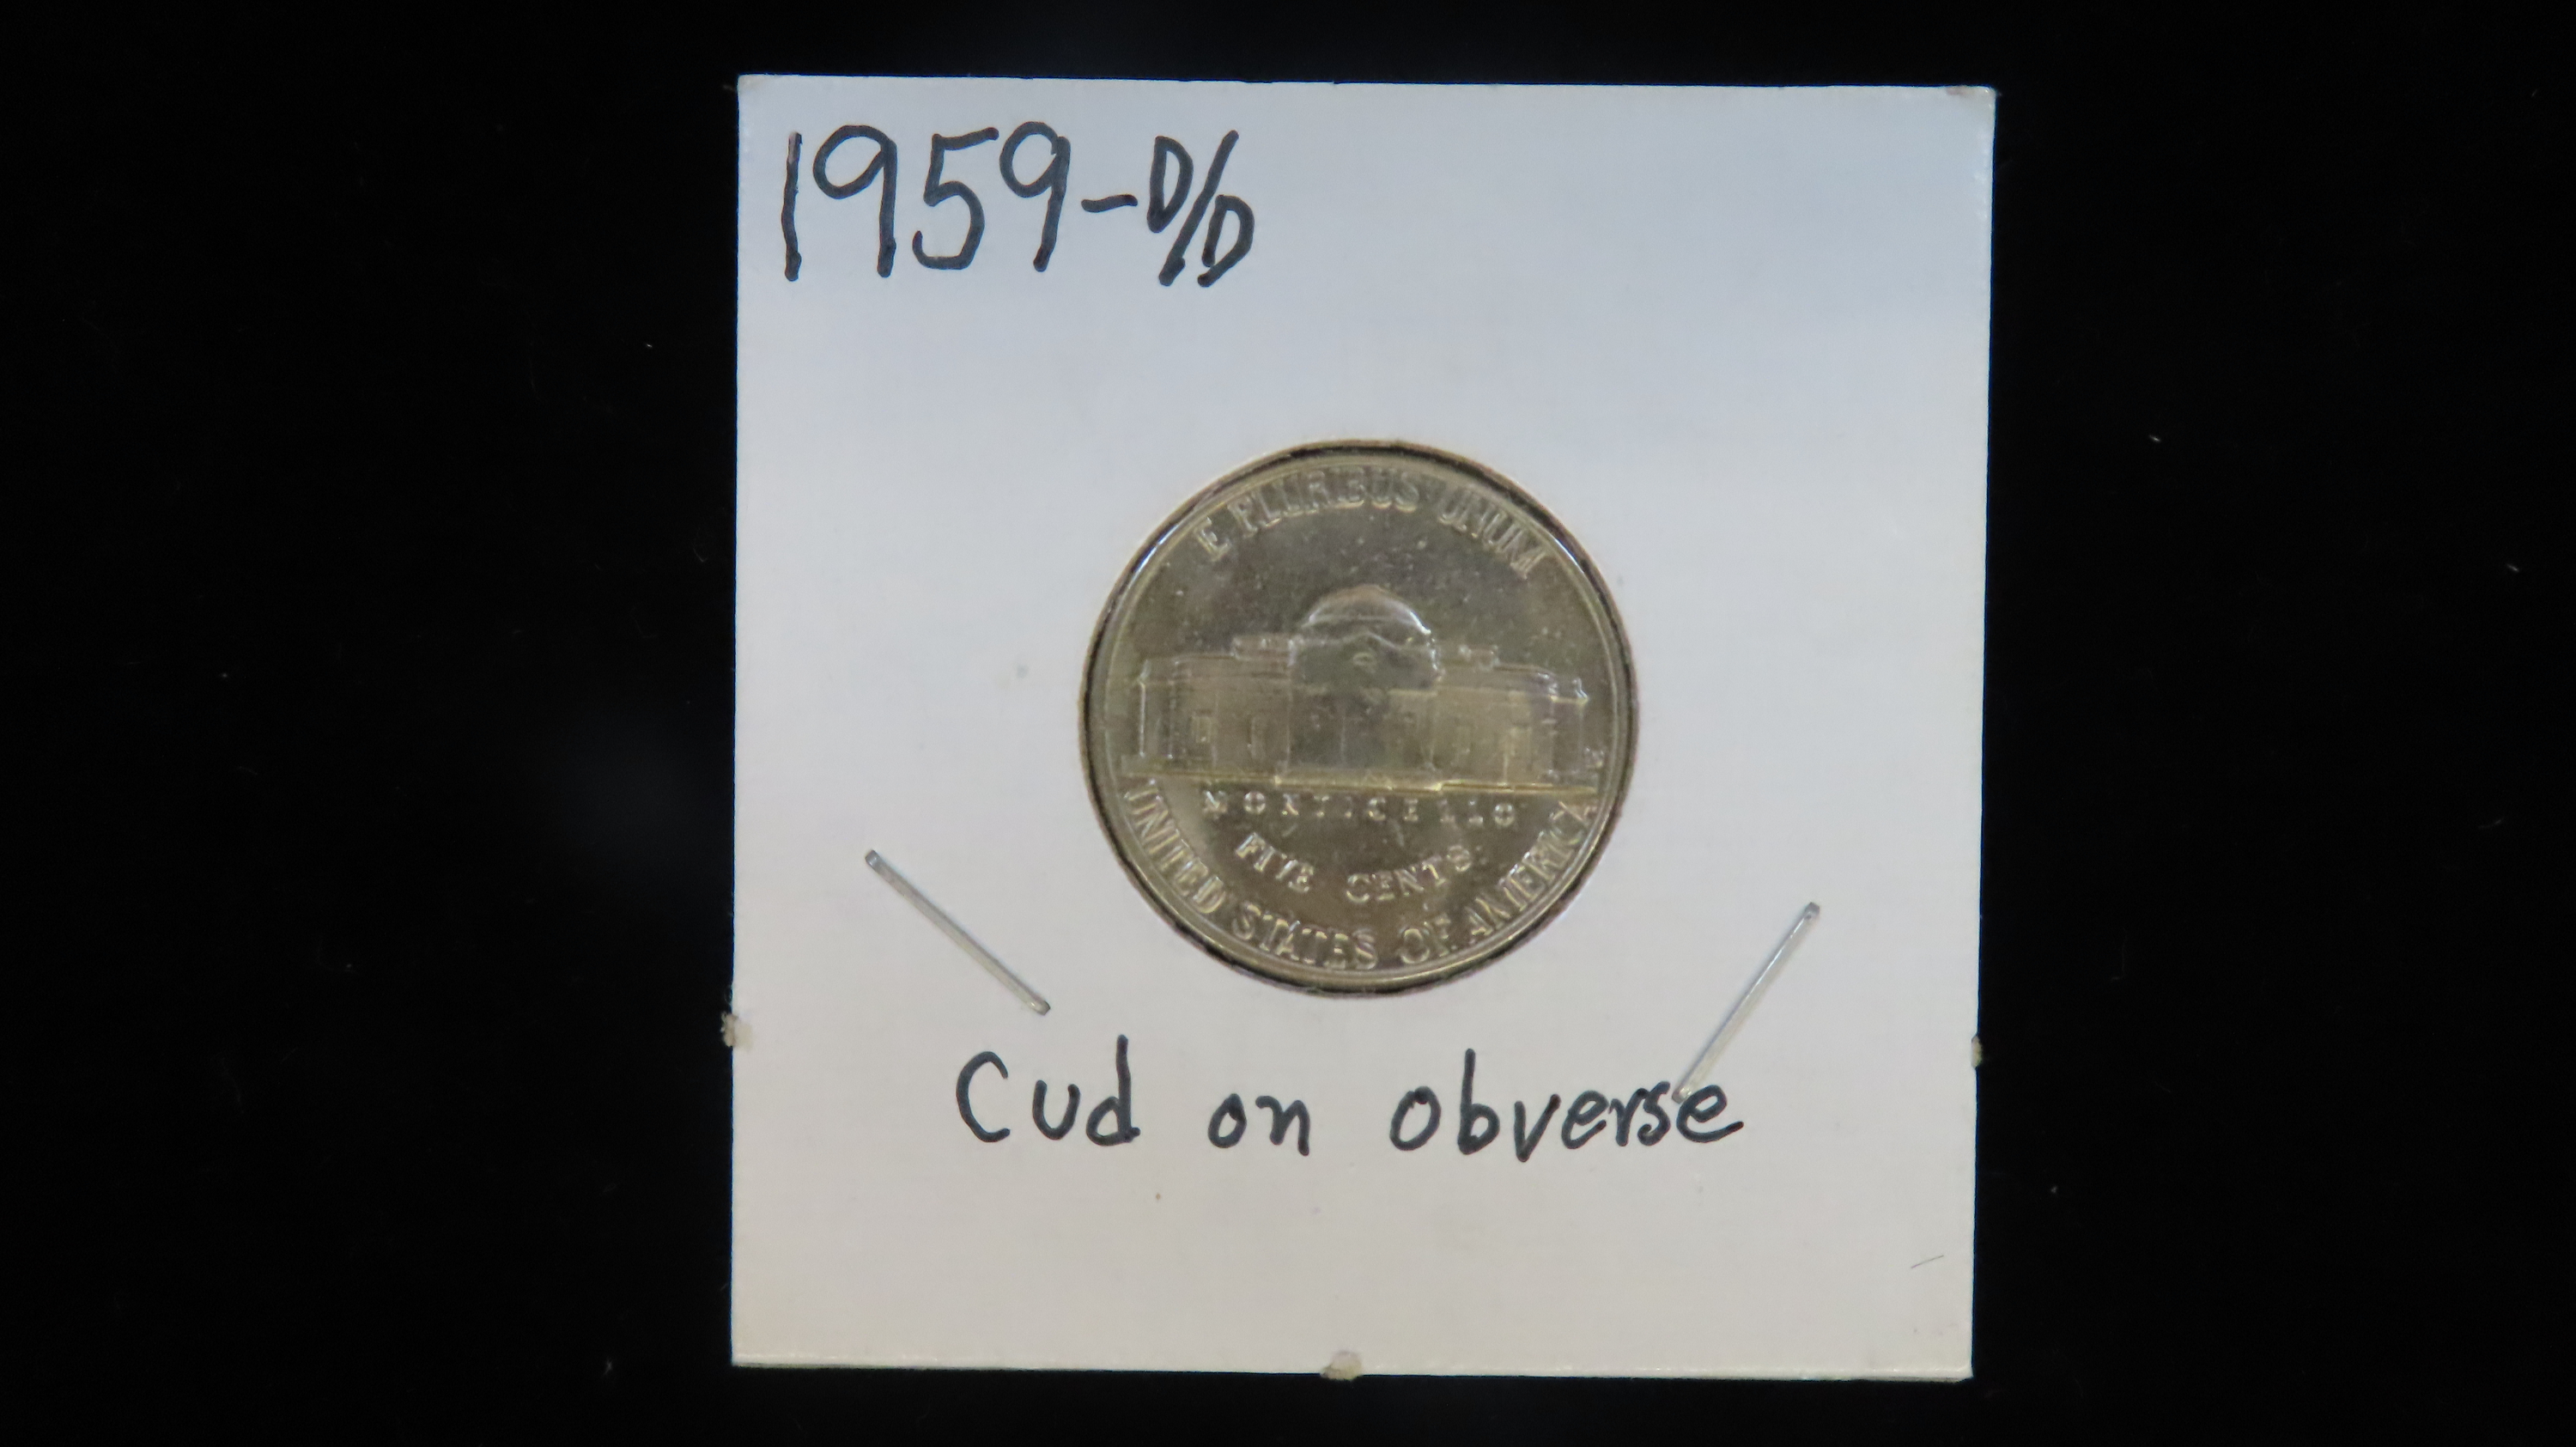 1959-D/D
E PLURIBUS UNUM
MONTICELLO
FIVE CENTS
UNITED STATES OF AMERICA
Cud on obverse